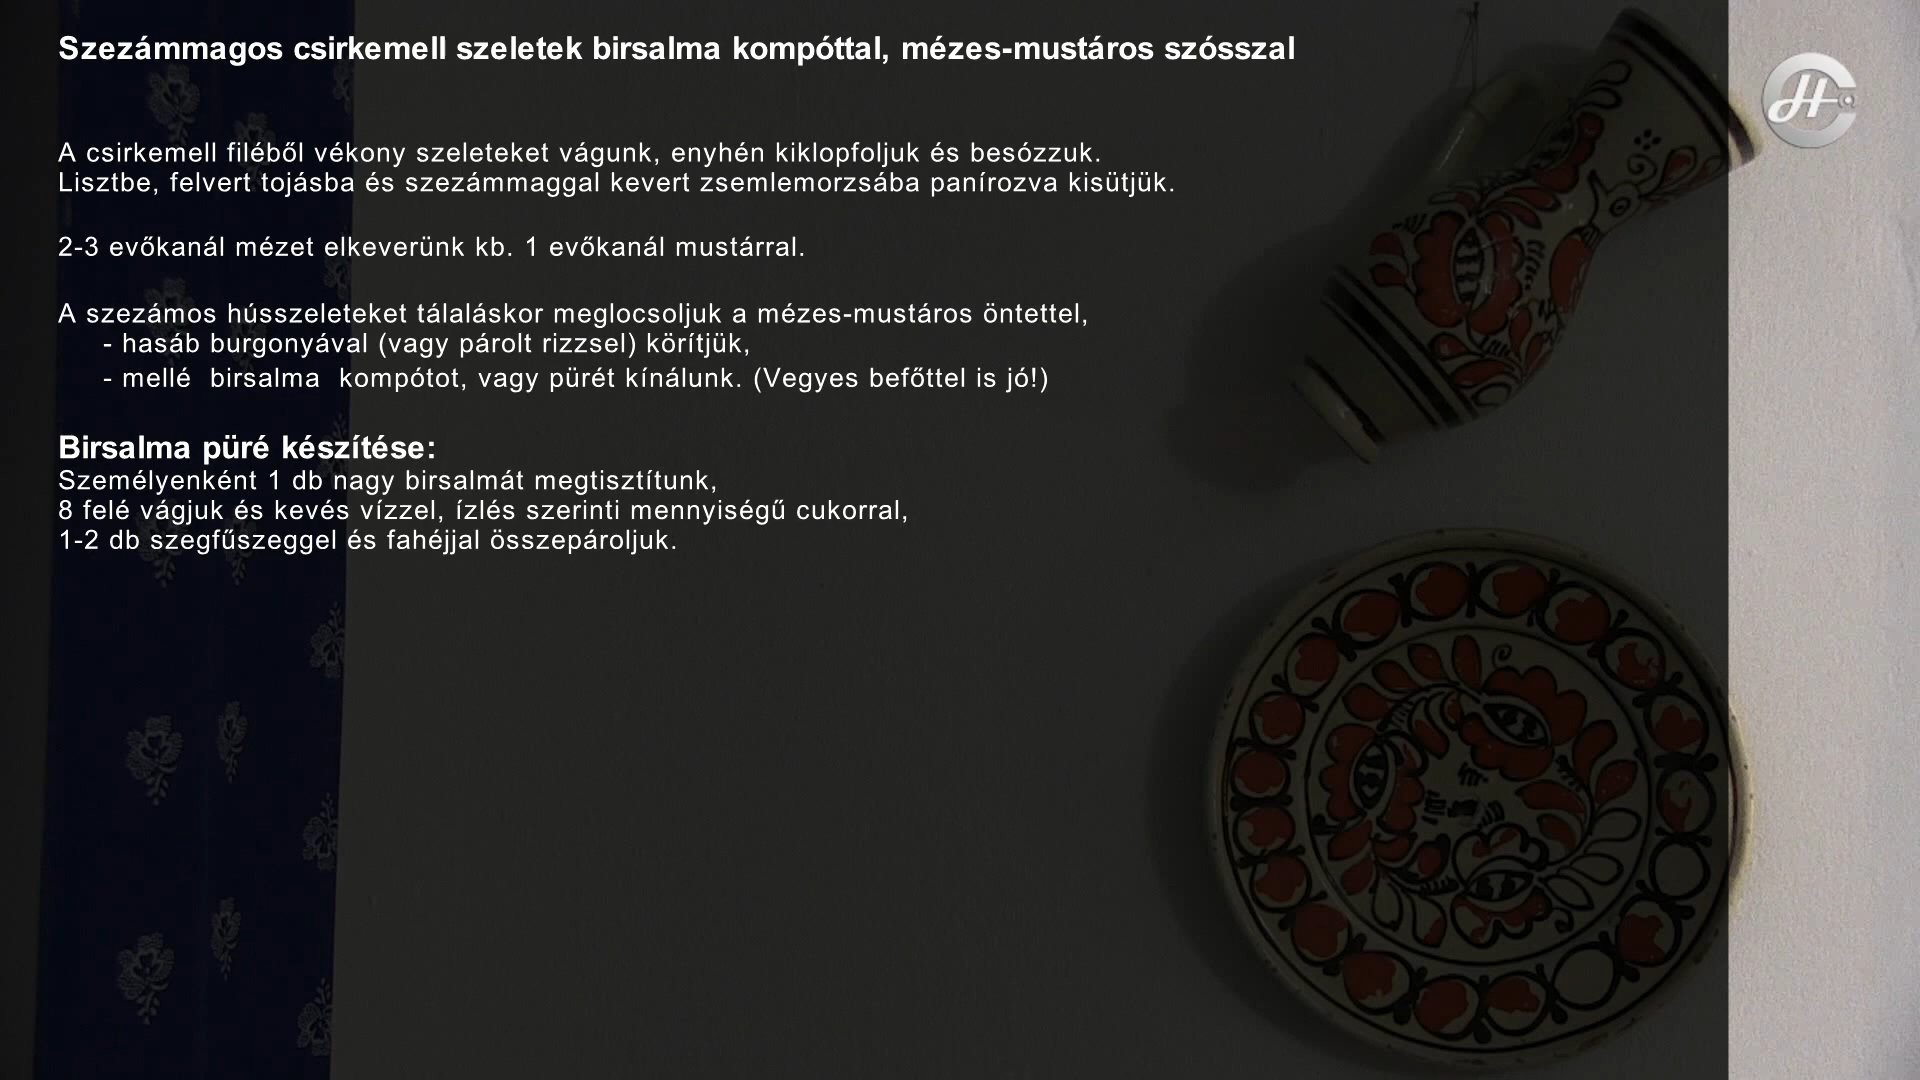 Szezámmagos csirkemell szeletek birsalma kompóttal, mézes-mustáros szósszal
A csirkemell filéből vékony szeleteket vágunk, enyhén kiklopfoljuk és besózzuk.
Lisztbe, felvert tojásba és szezámmaggal kevert zsemlemorzsába panírozva kisütjük.
2-3 evőkanál mézet elkeverünk kb. 1 evőkanál mustárral.
A szezámos hússzeleteket tálaláskor meglocsoljuk a mézes-mustáros öntettel,
- hasáb burgonyával (vagy párolt rizzsel) körítjük,
- mellé birsalma kompótot, vagy pürét kínálunk. (Vegyes befőttel is jó!)
Birsalma püré készítése:
Személyenként 1 db nagy birsalmát megtisztítunk,
8 felé vágjuk és kevés vízzel, ízlés szerinti mennyiségű cukorral,
1-2 db szegfűszeggel és fahéjjal összepároljuk.